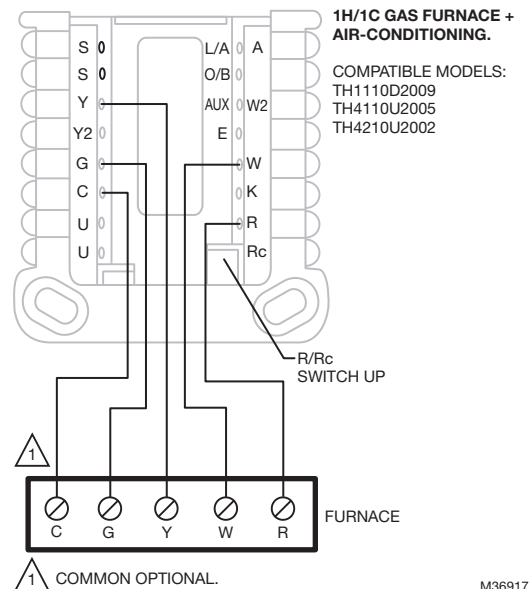 1H/1C GAS FURNACE +
AIR-CONDITIONING.
COMPATIBLE MODELS:
TH1110D2009
TH4110U2005
TH4210U2002
S L/A A
S O/B
Y AUX W2
Y2 E
G W
C K
U R
U Rc
R/Rc
SWITCH UP
1
C G Y W R
FURNACE
1 COMMON OPTIONAL.
M36917